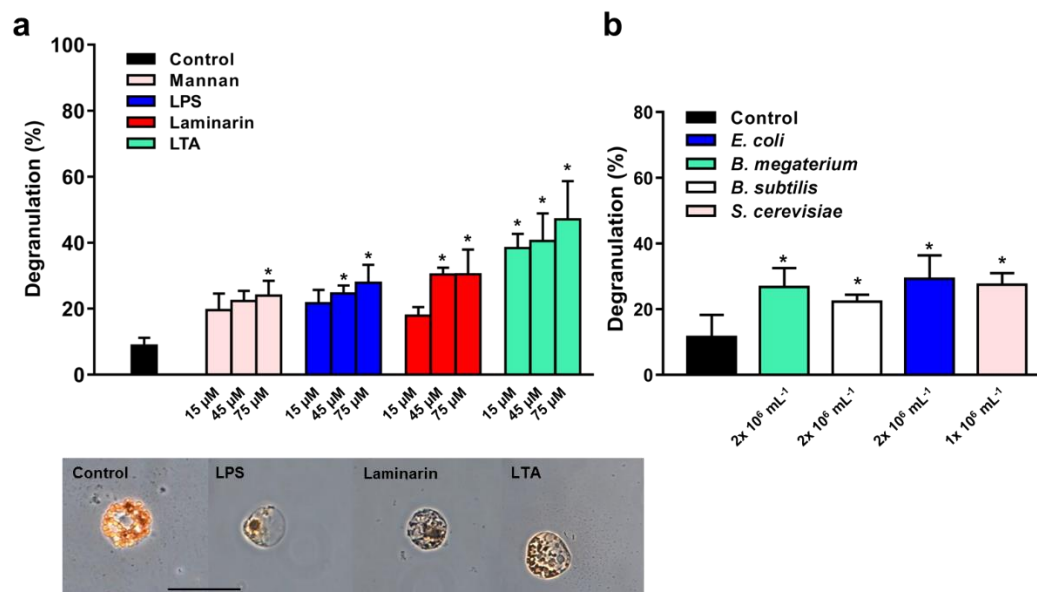 a
100
80
60
40
20
0
Degranulation (%)
Control
Mannan
LPS
Laminarin
LTA
* * * * * * * *
15 µM 45 µM 75 µM 15 µM 45 µM 75 µM 15 µM 45 µM 75 µM 15 µM 45 µM 75 µM
Control LPS Laminarin LTA
b
80
60
40
20
0
Degranulation (%)
Control
E. coli
B. megaterium
B. subtilis
S. cerevisiae
* * * *
2x 10⁶ mL⁻¹ 2x 10⁶ mL⁻¹ 2x 10⁶ mL⁻¹ 1x 10⁶ mL⁻¹